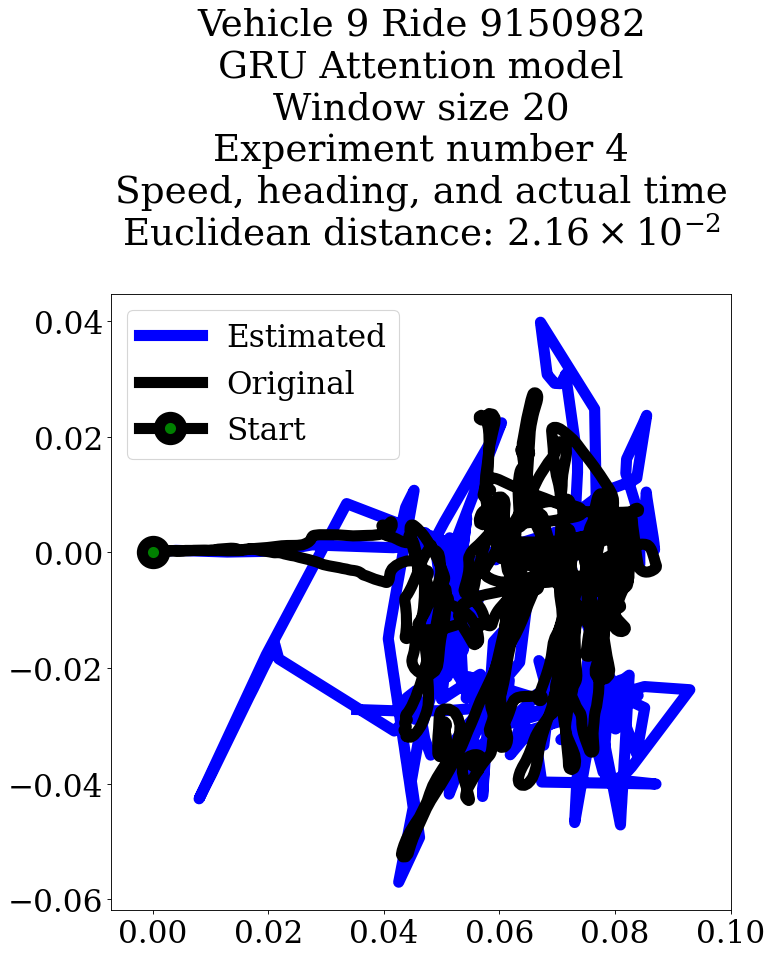 Vehicle 9 Ride 9150982
GRU Attention model
Window size 20
Experiment number 4
Speed, heading, and actual time
Euclidean distance: 2.16 × 10⁻²
Estimated
Original
Start
0.04
0.02
0.00
−0.02
−0.04
−0.06
0.00 0.02 0.04 0.06 0.08 0.10